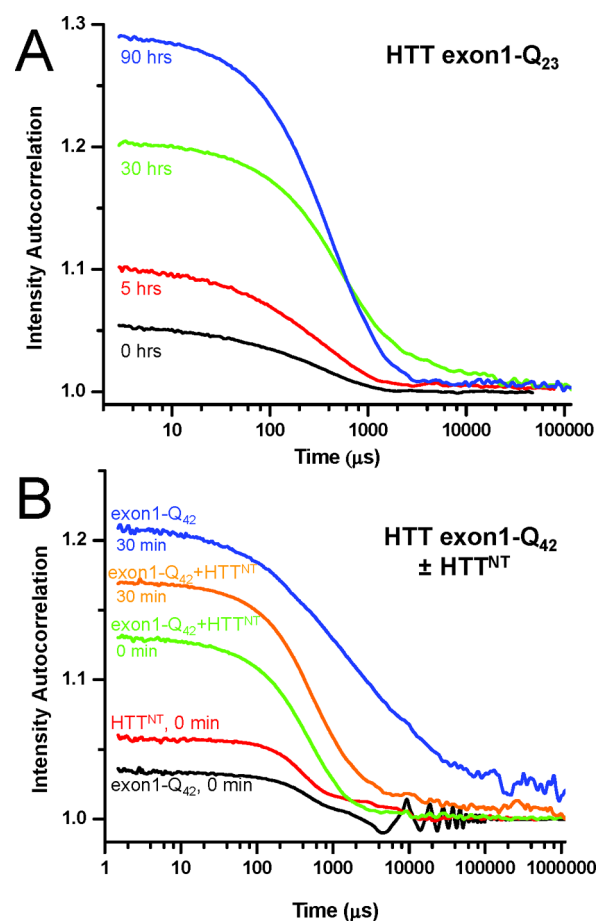 A
HTT exon1-Q₂₃
Intensity Autocorrelation
1.3
1.2
1.1
1.0
90 hrs
30 hrs
5 hrs
0 hrs
10 100 1000 10000 100000
Time (μs)
B
HTT exon1-Q₄₂
± HTTᴺᵀ
Intensity Autocorrelation
1.2
1.1
1.0
exon1-Q₄₂
30 min
exon1-Q₄₂+HTTᴺᵀ
30 min
exon1-Q₄₂+HTTᴺᵀ
0 min
HTTᴺᵀ, 0 min
exon1-Q₄₂, 0 min
1 10 100 1000 10000 100000 1000000
Time (μs)